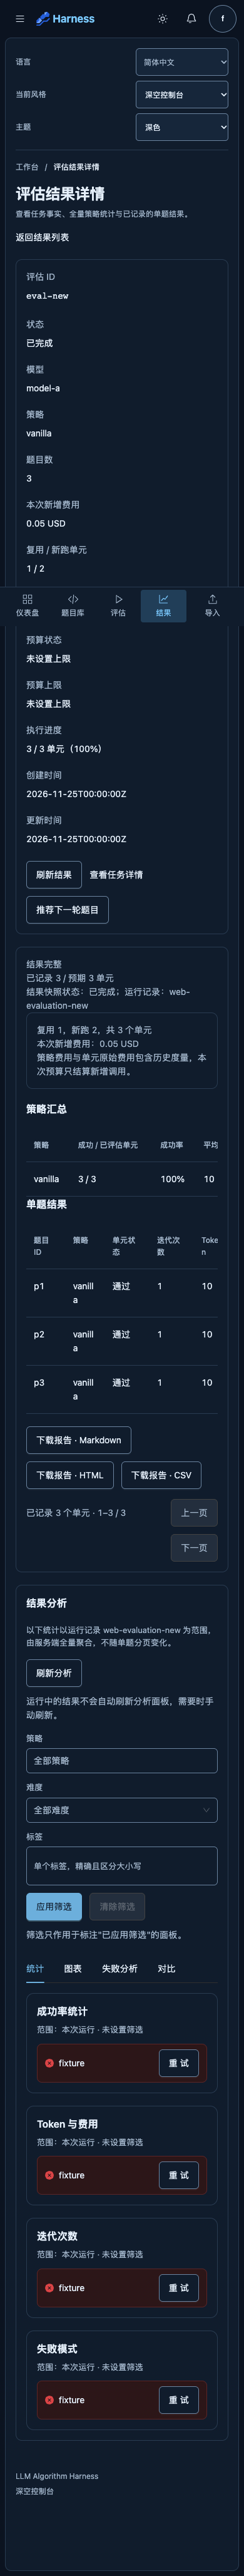 Harness
f
语言
简体中文
当前风格
深空控制台
主题
深色
工作台 / 评估结果详情
评估结果详情
查看任务事实、全量策略统计与已记录的单题结果。
返回结果列表
评估 ID
eval-new
状态
已完成
模型
model-a
策略
vanilla
题目数
3
本次新增费用
0.05 USD
复用 / 新跑单元
1 / 2
仪表盘
题目库
评估
结果
导入
预算状态
未设置上限
预算上限
未设置上限
执行进度
3 / 3 单元（100%）
创建时间
2026-11-25T00:00:00Z
更新时间
2026-11-25T00:00:00Z
刷新结果
查看任务详情
推荐下一轮题目
结果完整
已记录 3 / 预期 3 单元
结果快照状态：已完成；运行记录：web-
evaluation-new
复用 1，新跑 2，共 3 个单元
本次新增费用：0.05 USD
策略费用与单元原始费用包含历史度量，本
次预算只结算新增调用。
策略汇总
策略 成功 / 已评估单元 成功率 平均
vanilla 3 / 3 100% 10
单题结果
题目 ID 策略 单元状态 迭代次数 Token
p1 vanilla 通过 1 10
p2 vanilla 通过 1 10
p3 vanilla 通过 1 10
下载报告 · Markdown
下载报告 · HTML
下载报告 · CSV
已记录 3 个单元 · 1–3 / 3
上一页
下一页
结果分析
以下统计以运行记录 web-evaluation-new 为范围，
由服务端全量聚合，不随单题分页变化。
刷新分析
运行中的结果不会自动刷新分析面板，需要时手
动刷新。
策略
全部策略
难度
全部难度
标签
单个标签，精确且区分大小写
应用筛选
清除筛选
筛选只作用于标注“已应用筛选”的面板。
统计 图表 失败分析 对比
成功率统计
范围：本次运行 · 未设置筛选
fixture
重 试
Token 与费用
范围：本次运行 · 未设置筛选
fixture
重 试
迭代次数
范围：本次运行 · 未设置筛选
fixture
重 试
失败模式
范围：本次运行 · 未设置筛选
fixture
重 试
LLM Algorithm Harness
深空控制台